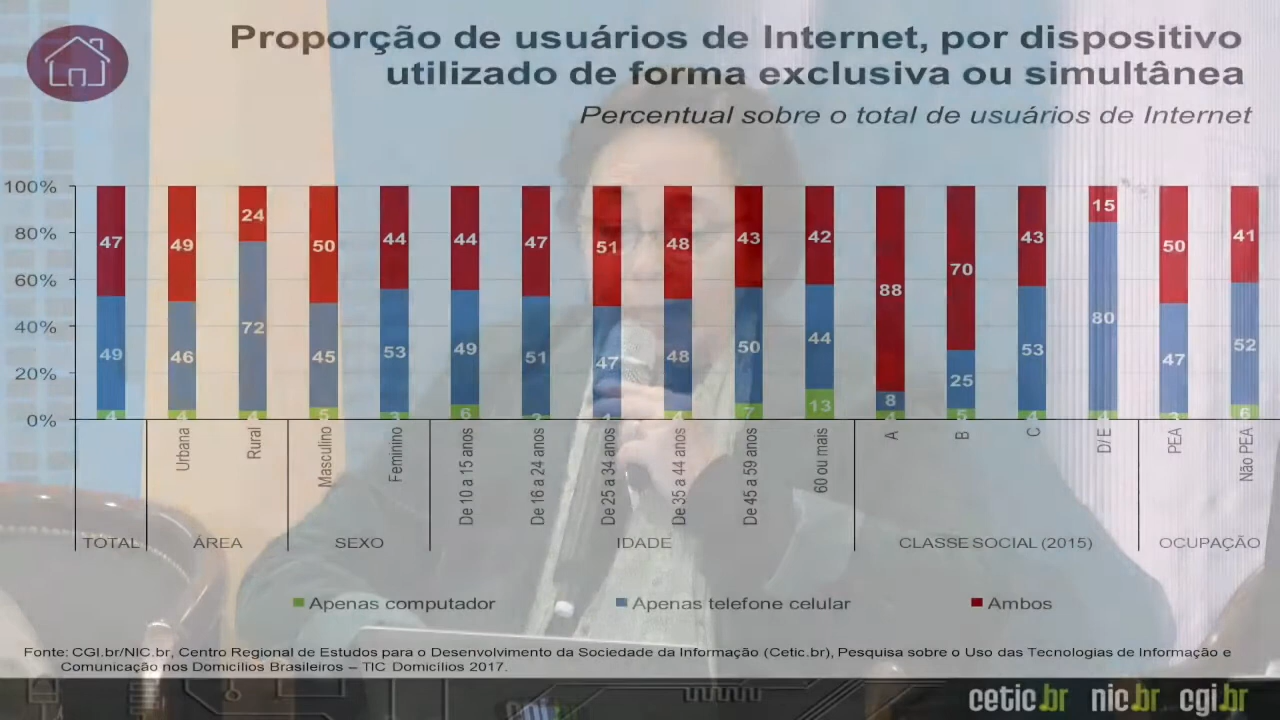 Proporção de usuários de Internet, por dispositivo
utilizado de forma exclusiva ou simultânea
Percentual sobre o total de usuários de Internet
100%
80%
60%
40%
20%
0%
47 49 24 50 44 44 47 51 48 43 42 88 70 43 15 50 41
49 46 72 45 53 49 51 47 48 50 44 8 25 53 80 47 52
4 4 4 5 3 6 2 1 4 7 13 4 5 4 4 3 6
Urbana Rural Masculino Feminino De 10 a 15 anos De 16 a 24 anos De 25 a 34 anos De 35 a 44 anos De 45 a 59 anos 60 ou mais A B C D/ E PEA Não PEA
TOTAL ÁREA SEXO IDADE CLASSE SOCIAL (2015) OCUPAÇÃO
Apenas computador Apenas telefone celular Ambos
Fonte: CGI.br/NIC.br, Centro Regional de Estudos para o Desenvolvimento da Sociedade da Informação (Cetic.br), Pesquisa sobre o Uso das Tecnologias de Informação e
Comunicação nos Domicílios Brasileiros – TIC Domicílios 2017.
cetic.br nic.br cgi.br